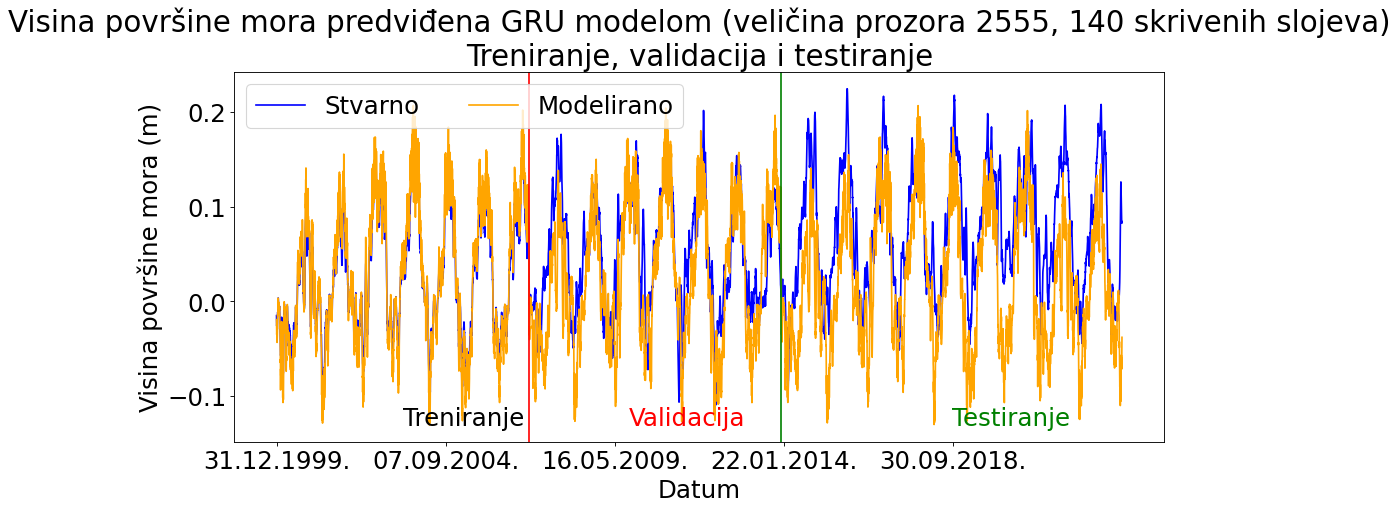 Visina površine mora predviđena GRU modelom (veličina prozora 2555, 140 skrivenih slojeva)
Treniranje, validacija i testiranje
Stvarno
Modelirano
Visina površine mora (m)
0.2
0.1
0.0
−0.1
Treniranje
Validacija
Testiranje
31.12.1999.
07.09.2004.
16.05.2009.
22.01.2014.
30.09.2018.
Datum